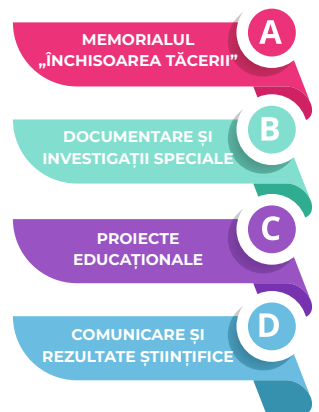 A
MEMORIALUL
„ÎNCHISOAREA TĂCERII”
B
DOCUMENTARE ȘI
INVESTIGAȚII SPECIALE
C
PROIECTE
EDUCAȚIONALE
D
COMUNICARE ȘI
REZULTATE ȘTIINȚIFICE